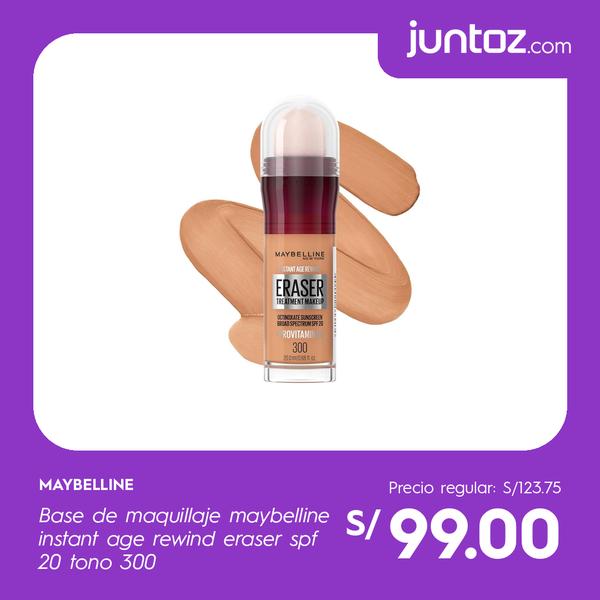 juntoz.com
MAYBELLINE
INSTANT AGE REWIND
ERASER
TREATMENT MAKEUP
OCTINOXATE SUNSCREEN
BROAD SPECTRUM SPF 20
300
MAYBELLINE
Precio regular: S/123.75
Base de maquillaje maybelline
instant age rewind eraser spf
20 tono 300
S/ 99.00